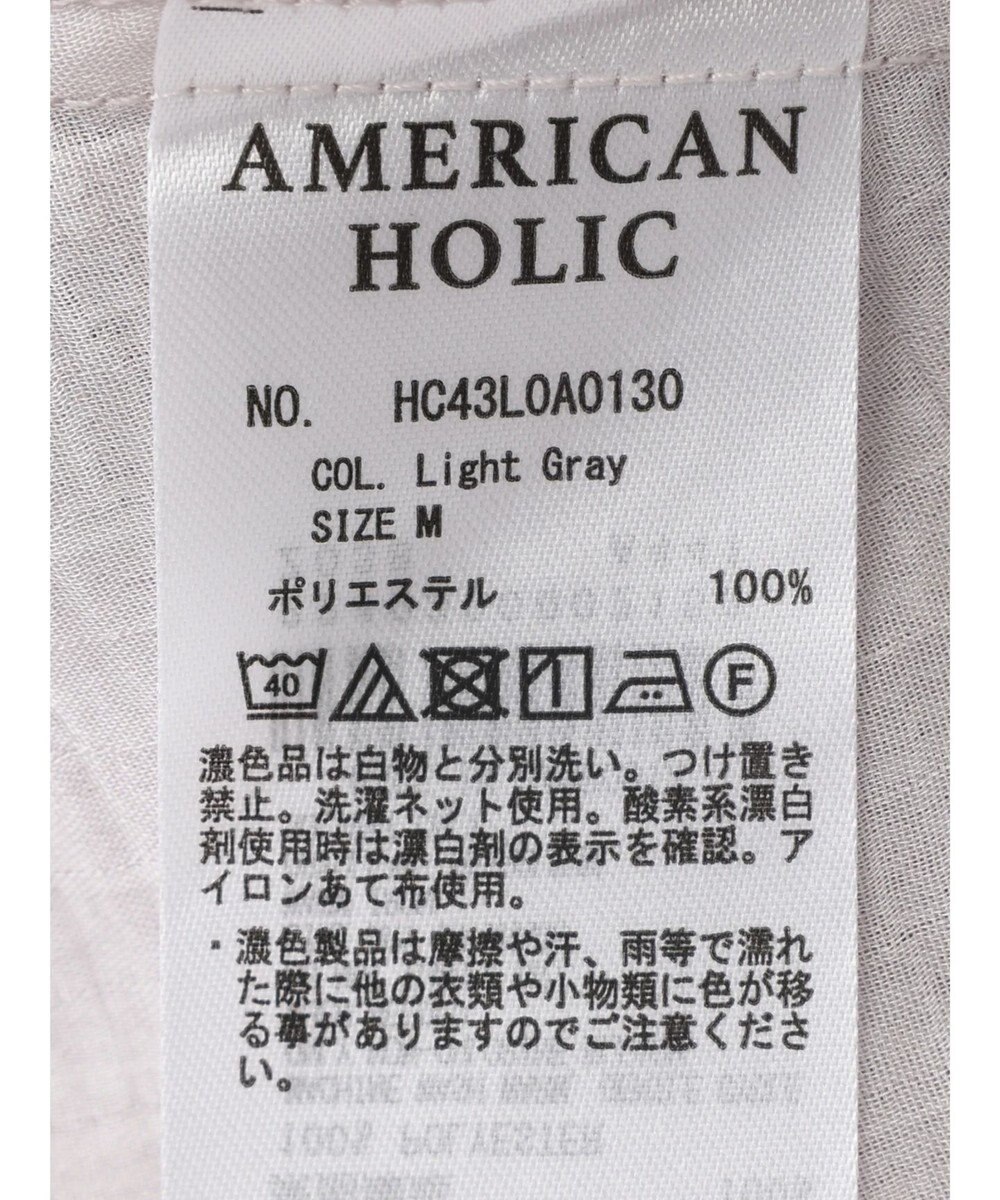 AMERICAN
HOLIC
NO. HC43L0A0130
COL. Light Gray
SIZE M
ポリエステル 100%
40 F
濃色品は白物と分別洗い。つけ置き
禁止。洗濯ネット使用。酸素系漂白
剤使用時は漂白剤の表示を確認。ア
イロンあて布使用。
・濃色製品は摩擦や汗、雨等で濡れ
た際に他の衣類や小物類に色が移
る事がありますのでご注意くださ
い。